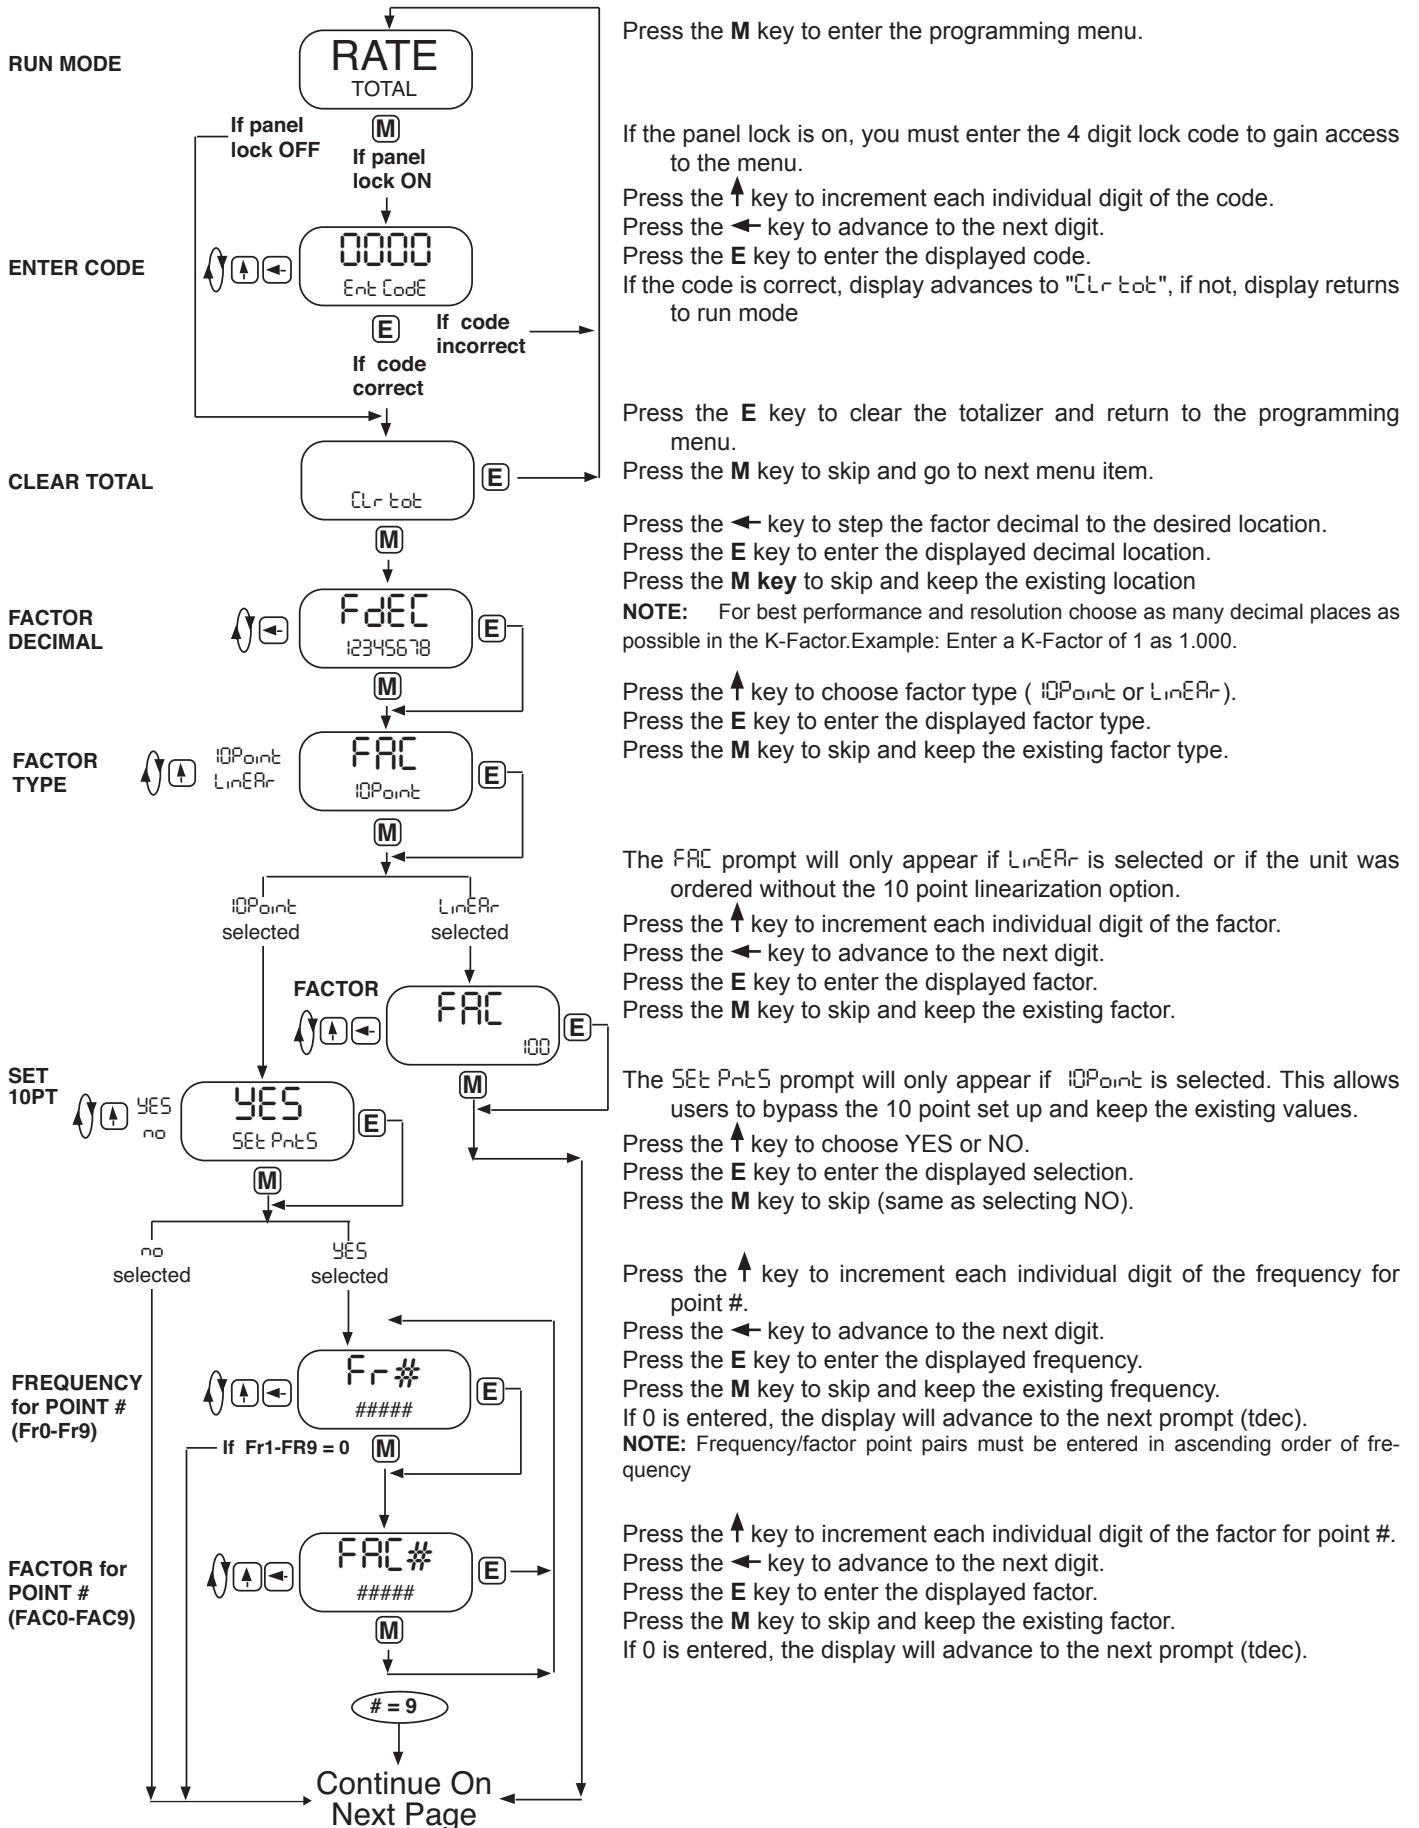 RUN MODE
RATE
TOTAL
Press the M key to enter the programming menu.
If panel
lock OFF
M
If panel
lock ON
If the panel lock is on, you must enter the 4 digit lock code to gain access
to the menu.
Press the ↑ key to increment each individual digit of the code.
Press the ← key to advance to the next digit.
Press the E key to enter the displayed code.
If the code is correct, display advances to "CLr tot", if not, display returns
to run mode
ENTER CODE
0000
Ent CodE
E
If code
incorrect
If code
correct
Press the E key to clear the totalizer and return to the programming
menu.
Press the M key to skip and go to next menu item.
CLEAR TOTAL
CLr tot
E
M
Press the ← key to step the factor decimal to the desired location.
Press the E key to enter the displayed decimal location.
Press the M key to skip and keep the existing location
NOTE: For best performance and resolution choose as many decimal places as
possible in the K-Factor.Example: Enter a K-Factor of 1 as 1.000.
FACTOR
DECIMAL
FdEC
12345678
E
M
Press the ↑ key to choose factor type ( 10Point or LinEAr).
Press the E key to enter the displayed factor type.
Press the M key to skip and keep the existing factor type.
FACTOR
TYPE
10Point
LinEAr
FAC
10Point
E
M
The FAC prompt will only appear if LinEAr is selected or if the unit was
ordered without the 10 point linearization option.
Press the ↑ key to increment each individual digit of the factor.
Press the ← key to advance to the next digit.
Press the E key to enter the displayed factor.
Press the M key to skip and keep the existing factor.
10Point
selected
LinEAr
selected
FACTOR
FAC
100
E
M
SET
10PT
YES
no
YES
SEt PntS
E
M
The SEt PntS prompt will only appear if 10Point is selected. This allows
users to bypass the 10 point set up and keep the existing values.
Press the ↑ key to choose YES or NO.
Press the E key to enter the displayed selection.
Press the M key to skip (same as selecting NO).
no
selected
YES
selected
Press the ↑ key to increment each individual digit of the frequency for
point #.
Press the ← key to advance to the next digit.
Press the E key to enter the displayed frequency.
Press the M key to skip and keep the existing frequency.
If 0 is entered, the display will advance to the next prompt (tdec).
NOTE: Frequency/factor point pairs must be entered in ascending order of fre-
quency
FREQUENCY
for POINT #
(Fr0-Fr9)
Fr#
#####
E
If Fr1-FR9 = 0
M
Press the ↑ key to increment each individual digit of the factor for point #.
Press the ← key to advance to the next digit.
Press the E key to enter the displayed factor.
Press the M key to skip and keep the existing factor.
If 0 is entered, the display will advance to the next prompt (tdec).
FACTOR for
POINT #
(FAC0-FAC9)
FAC#
#####
E
M
# = 9
Continue On
Next Page